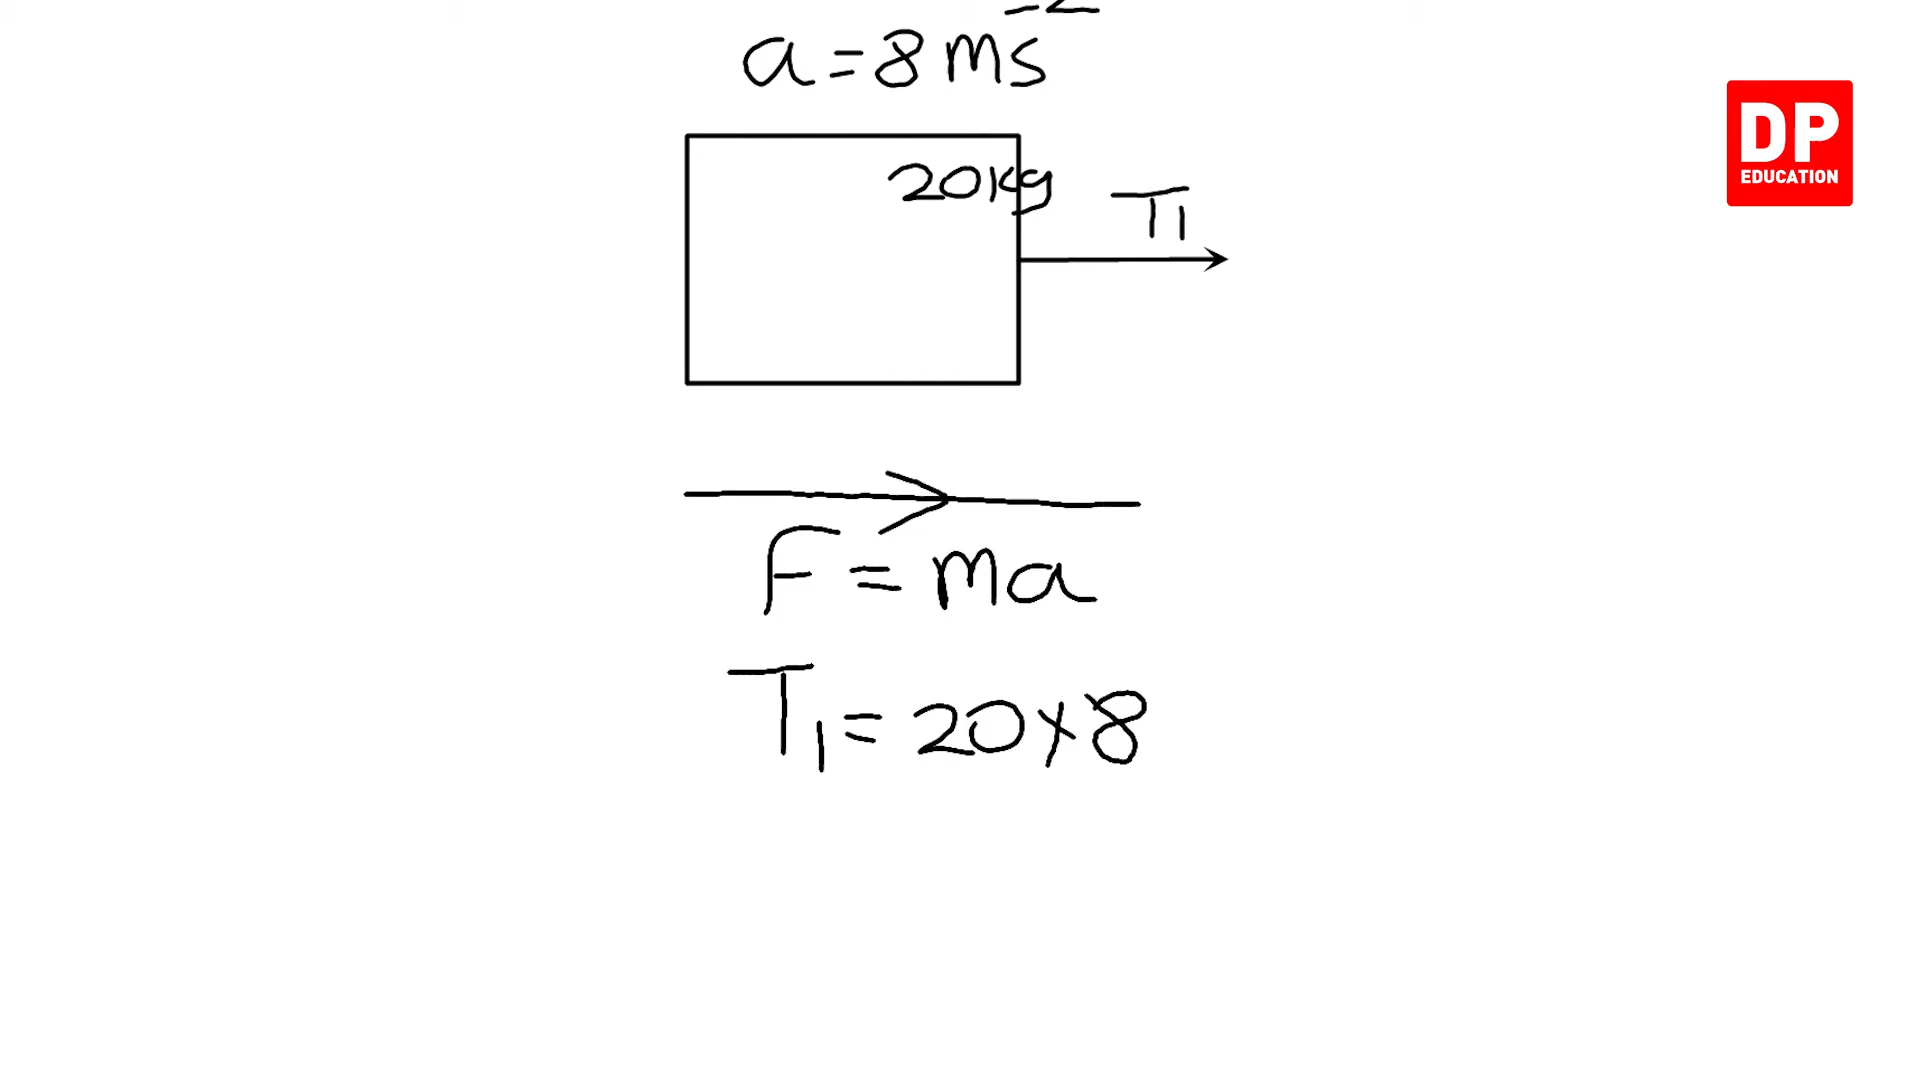 a = 8 ms⁻²
DP
EDUCATION
20kg
T₁
F = ma
T₁ = 20 × 8